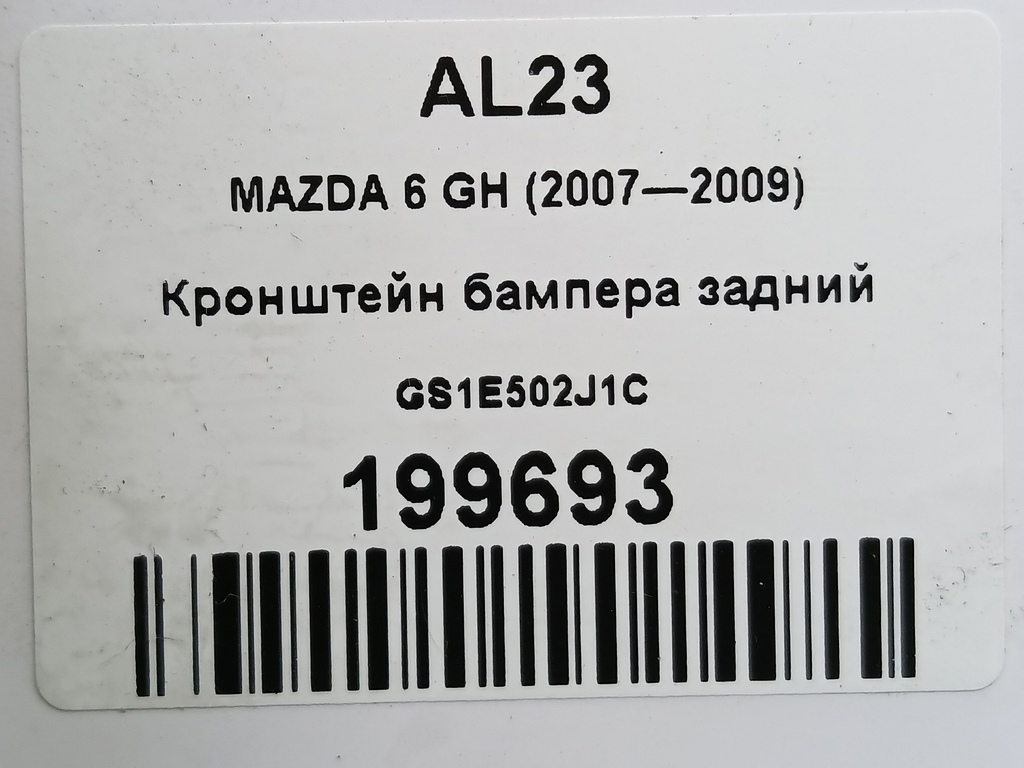 AL23
MAZDA 6 GH (2007—2009)
Кронштейн бампера задний
GS1E502J1C
199693